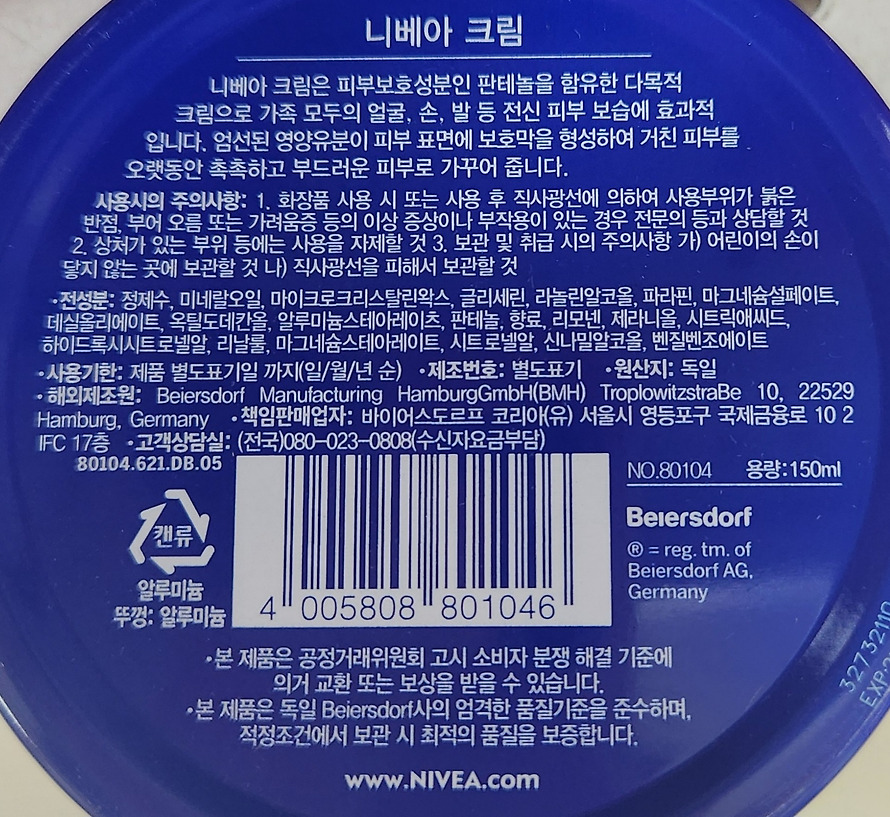 니베아 크림
니베아 크림은 피부보호성분인 판테놀을 함유한 다목적
크림으로 가족 모두의 얼굴, 손, 발 등 전신 피부 보습에 효과적
입니다. 엄선된 영양유분이 피부 표면에 보호막을 형성하여 거친 피부를
오랫동안 촉촉하고 부드러운 피부로 가꾸어 줍니다.
사용시의 주의사항: 1. 화장품 사용 시 또는 사용 후 직사광선에 의하여 사용부위가 붉은
반점, 부어 오름 또는 가려움증 등의 이상 증상이나 부작용이 있는 경우 전문의 등과 상담할 것
2. 상처가 있는 부위 등에는 사용을 자제할 것 3. 보관 및 취급 시의 주의사항 가) 어린이의 손이
닿지 않는 곳에 보관할 것 나) 직사광선을 피해서 보관할 것
•전성분: 정제수, 미네랄오일, 마이크로크리스탈린왁스, 글리세린, 라놀린알코올, 파라핀, 마그네슘설페이트,
데실올리에이트, 옥틸도데칸올, 알루미늄스테아레이츠, 판테놀, 향료, 리모넨, 제라니올, 시트릭애씨드,
하이드록시시트로넬알, 리날룰, 마그네슘스테아레이트, 시트로넬알, 신나밀알코올, 벤질벤조에이트
•사용기한: 제품 별도표기일 까지(일/월/년 순) •제조번호: 별도표기 •원산지: 독일
•해외제조원: Beiersdorf Manufacturing HamburgGmbH(BMH) TroplowitzstraBe 10, 22529
Hamburg, Germany •책임판매업자: 바이어스도르프 코리아(유) 서울시 영등포구 국제금융로 10 2
IFC 17층 •고객상담실: (전국)080-023-0808(수신자요금부담)
80104.621.DB.05
NO.80104 용량:150ml
캔류
알루미늄
뚜껑: 알루미늄
4 005808 801046
Beiersdorf
® = reg. tm. of
Beiersdorf AG,
Germany
32732110
EXP:
•본 제품은 공정거래위원회 고시 소비자 분쟁 해결 기준에
의거 교환 또는 보상을 받을 수 있습니다.
•본 제품은 독일 Beiersdorf사의 엄격한 품질기준을 준수하며,
적정조건에서 보관 시 최적의 품질을 보증합니다.
www.NIVEA.com